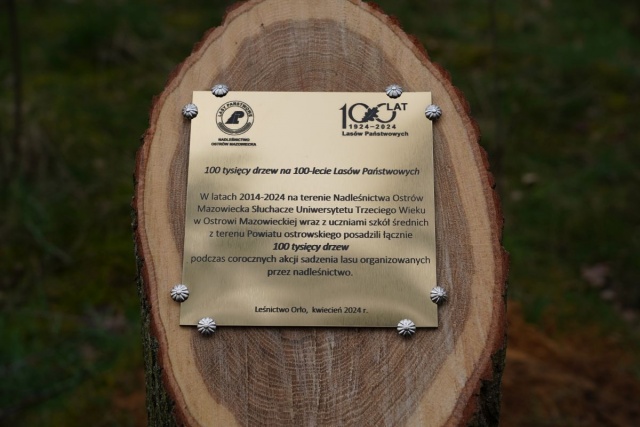 LASY PAŃSTWOWE
NADLEŚNICTWO
OSTRÓW MAZOWIECKA
100 LAT
1924-2024
Lasów Państwowych
100 tysięcy drzew na 100-lecie Lasów Państwowych
W latach 2014-2024 na terenie Nadleśnictwa Ostrów
Mazowiecka Słuchacze Uniwersytetu Trzeciego Wieku
w Ostrowi Mazowieckiej wraz z uczniami szkół średnich
z terenu Powiatu ostrowskiego posadzili łącznie
100 tysięcy drzew
podczas corocznych akcji sadzenia lasu organizowanych
przez nadleśnictwo.
Leśnictwo Orło, kwiecień 2024 r.